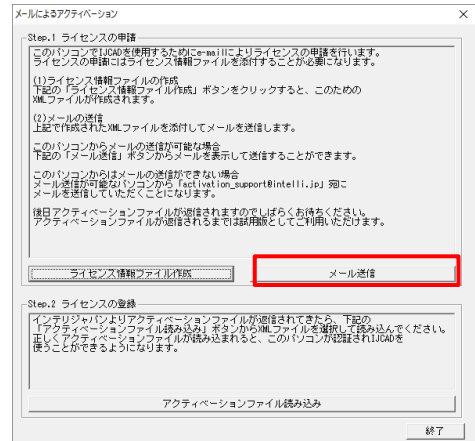 メールによるアクティベーション
Step.1 ライセンスの申請
このパソコンでIJCADを使用するためにe-mailによりライセンスの申請を行います。
ライセンスの申請にはライセンス情報ファイルを添付することが必要になります。
(1)ライセンス情報ファイルの作成
下記の「ライセンス情報ファイル作成」ボタンをクリックすると、このための
XMLファイルが作成されます。
(2)メールの送信
上記で作成されたXMLファイルを添付してメールを送信します。
このパソコンからメールの送信が可能な場合
下記の「メール送信」ボタンからメールを表示して送信することができます。
このパソコンからはメールの送信ができない場合
メール送信が可能なパソコンから「activation_support@intelli.jp」宛に
メールを送信していただくことになります。
後日アクティベーションファイルが返信されますのでしばらくお待ちください。
アクティベーションファイルが返信されるまでは試用版としてご利用いただけます。
ライセンス情報ファイル作成 メール送信
Step.2 ライセンスの登録
インテリジャパンよりアクティベーションファイルが返信されてきたら、下記の
「アクティベーションファイル読み込み」ボタンからXMLファイルを選択して読み込んでください。
正しくアクティベーションファイルが読み込まれると、このパソコンが認証されIJCADを
使うことができるようになります。
アクティベーションファイル読み込み
終了